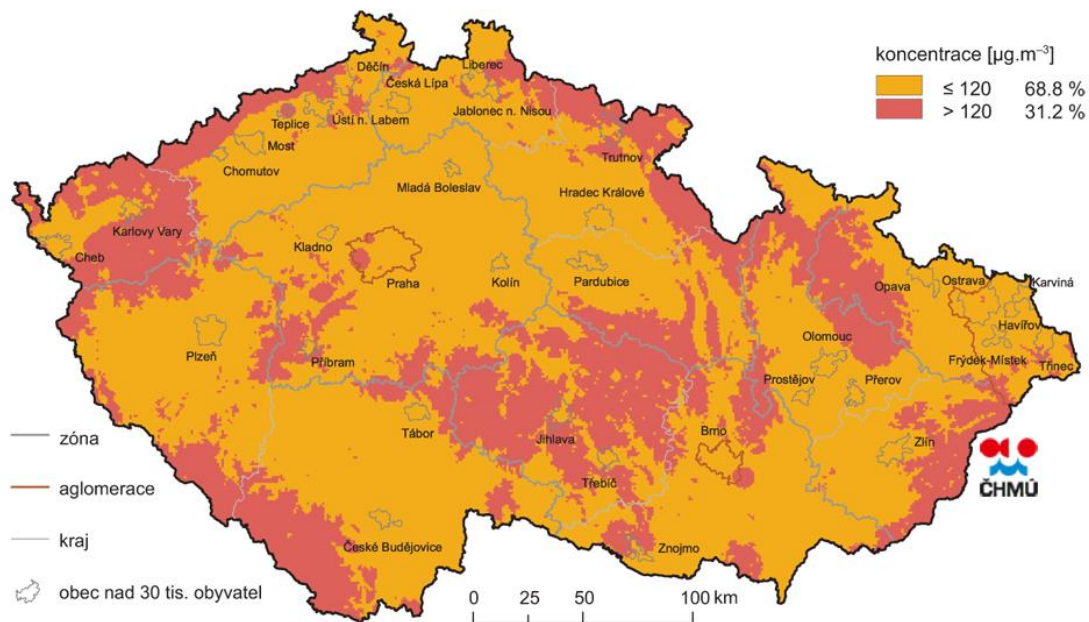 koncentrace [µg.m⁻³]
≤ 120 68.8 %
> 120 31.2 %
Děčín
Liberec
Česká Lípa
Teplice
Ústí n. Labem
Jablonec n. Nisou
Most
Trutnov
Chomutov
Mladá Boleslav
Hradec Králové
Karlovy Vary
Kladno
Cheb
Praha
Kolín
Pardubice
Opava
Ostrava
Karviná
Plzeň
Příbram
Olomouc
Havířov
Frýdek-Místek
Třinec
Prostějov
Přerov
Tábor
Jihlava
Brno
Zlín
Třebíč
České Budějovice
Znojmo
ČHMÚ
zóna
aglomerace
kraj
obec nad 30 tis. obyvatel
0 25 50 100 km